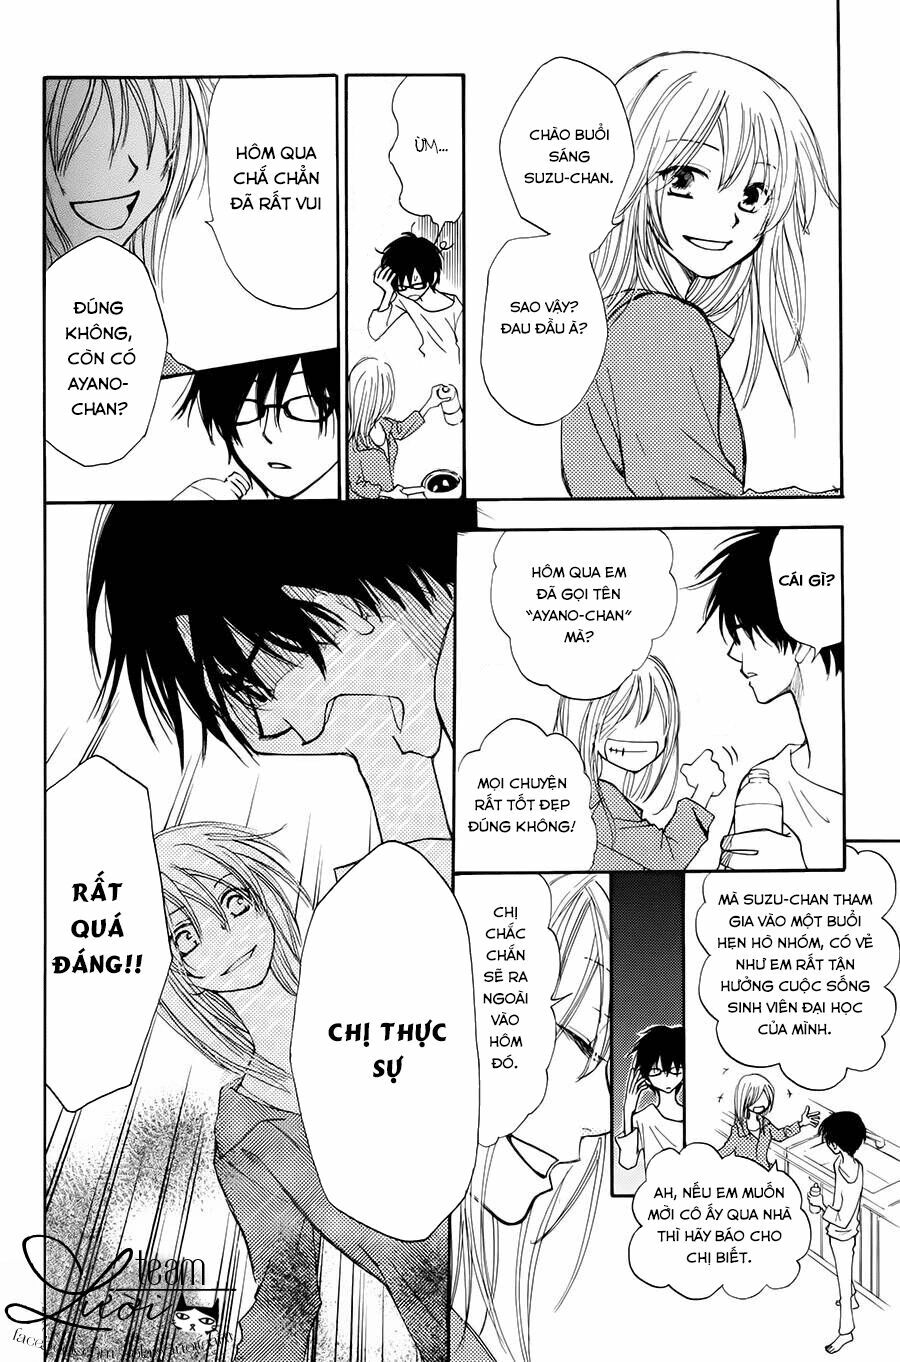 CHÀO BUỔI
SÁNG
SUZU-CHAN.
SAO VẬY?
ĐAU ĐẦU À?
ỪM...
HÔM QUA
CHẮ CHẲN
ĐÃ RẤT VUI
ĐÚNG
KHÔNG,
CÒN CÓ
AYANO-
CHAN?
CÁI GÌ?
HÔM QUA EM
ĐÃ GỌI TÊN
“AYANO-CHAN”
MÀ?
MỌI CHUYỆN
RẤT TỐT ĐẸP
ĐÚNG KHÔNG!
MÀ SUZU-CHAN THAM
GIA VÀO MỘT BUỔI
HẸN HÒ NHÓM, CÓ VẺ
NHƯ EM RẤT TẬN
HƯỞNG CUỘC SỐNG
SINH VIÊN ĐẠI HỌC
CỦA MÌNH.
AH, NẾU EM MUỐN
MỜI CÔ ẤY QUA NHÀ
THÌ HÃY BÁO CHO
CHỊ BIẾT.
CHỊ
CHẮC
CHẮN
SẼ RA
NGOÀI
VÀO
HÔM
ĐÓ.
CHỊ THỰC
SỰ
RẤT
QUÁ
ĐÁNG!!
team
Lười